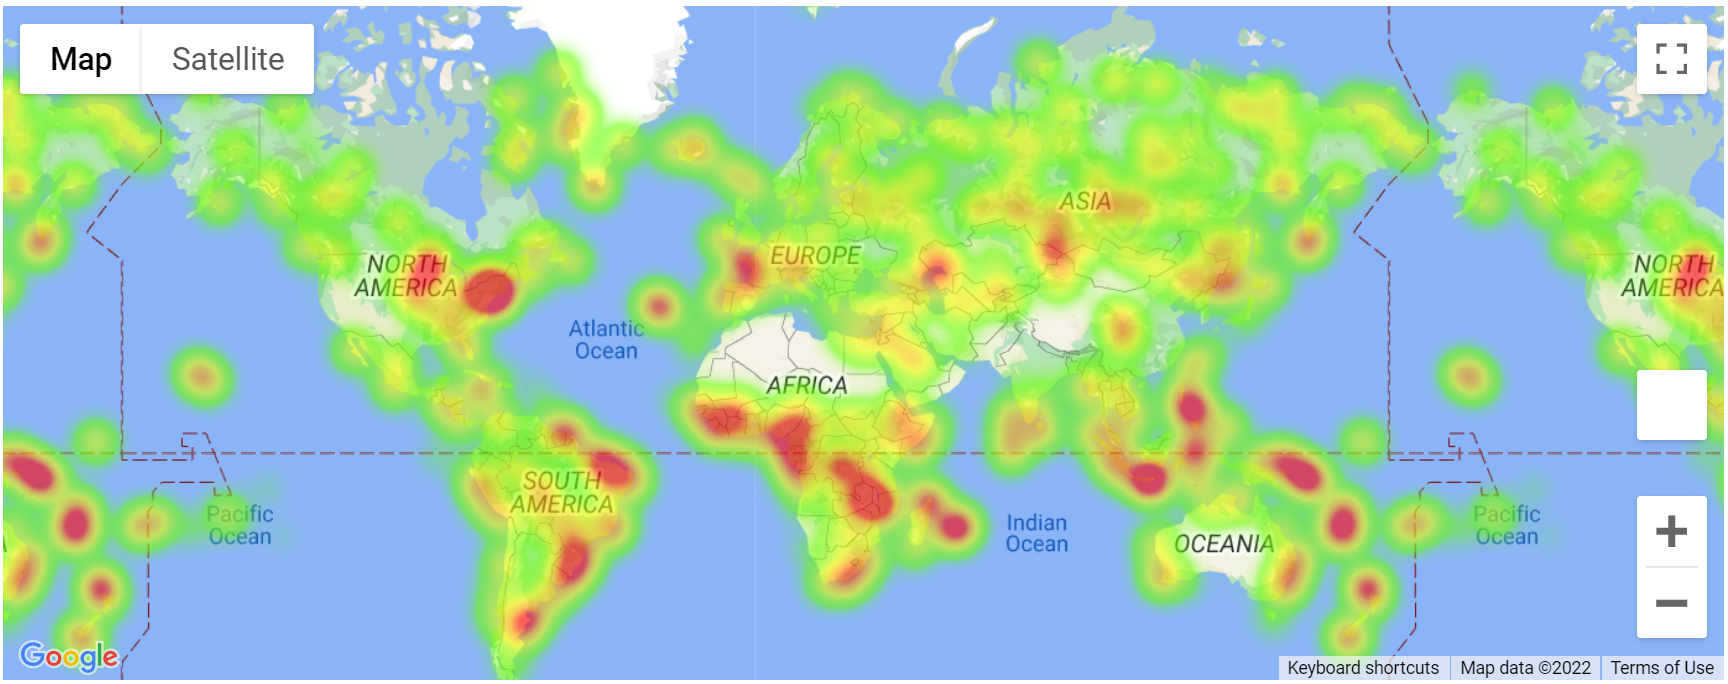 Map
Satellite
NORTH
AMERICA
ASIA
EUROPE
NORTH
AMERICA
Atlantic
Ocean
AFRICA
SOUTH
AMERICA
Pacific
Ocean
Indian
Ocean
OCEANIA
Pacific
Ocean
Google
Keyboard shortcuts
Map data ©2022
Terms of Use